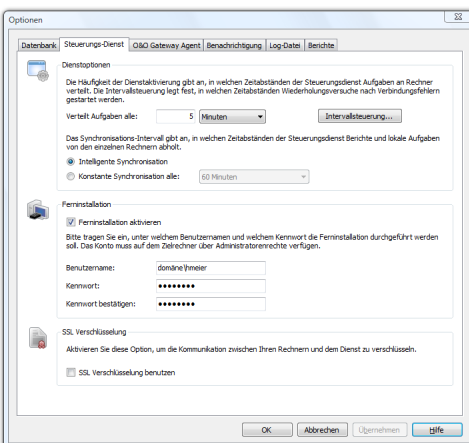 Optionen
Datenbank Steuerungs-Dienst O&O Gateway Agent Benachrichtigung Log-Datei Berichte
Dienstoptionen
Die Häufigkeit der Dienstaktivierung gibt an, in welchen Zeitabständen der Steuerungsdienst Aufgaben an Rechner
verteilt. Die Intervallsteuerung legt fest, in welchen Zeitabständen Wiederholungsversuche nach Verbindungsfehlern
gestartet werden.
Verteilt Aufgaben alle: 5 Minuten Intervallsteuerung...
Das Synchronisations-Intervall gibt an, in welchen Zeitabständen der Steuerungsdienst Berichte und lokale Aufgaben
von den einzelnen Rechnern abholt.
Intelligente Synchronisation
Konstante Synchronisation alle: 60 Minuten
Ferninstallation
Ferninstallation aktivieren
Bitte tragen Sie ein, unter welchem Benutzernamen und welchem Kennwort die Ferninstallation durchgeführt werden
soll. Das Konto muss auf dem Zielrechner über Administratorenrechte verfügen.
Benutzername: domäne\hmeier
Kennwort: ●●●●●●●●
Kennwort bestätigen: ●●●●●●●●
SSL Verschlüsselung
Aktivieren Sie diese Option, um die Kommunikation zwischen Ihren Rechnern und dem Dienst zu verschlüsseln.
SSL Verschlüsselung benutzen
OK Abbrechen Übernehmen Hilfe